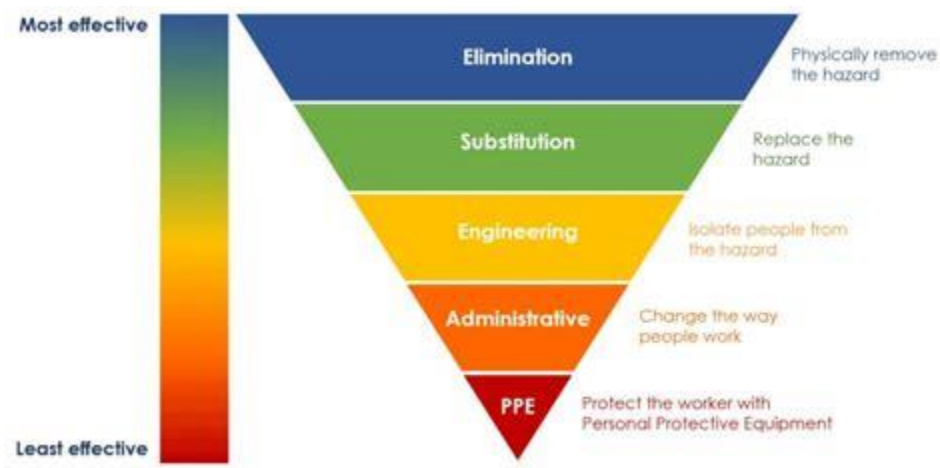 Most effective
Elimination
Physically remove
the hazard
Substitution
Replace the
hazard
Engineering
Isolate people from
the hazard
Administrative
Change the way
people work
PPE
Protect the worker with
Personal Protective Equipment
Least effective